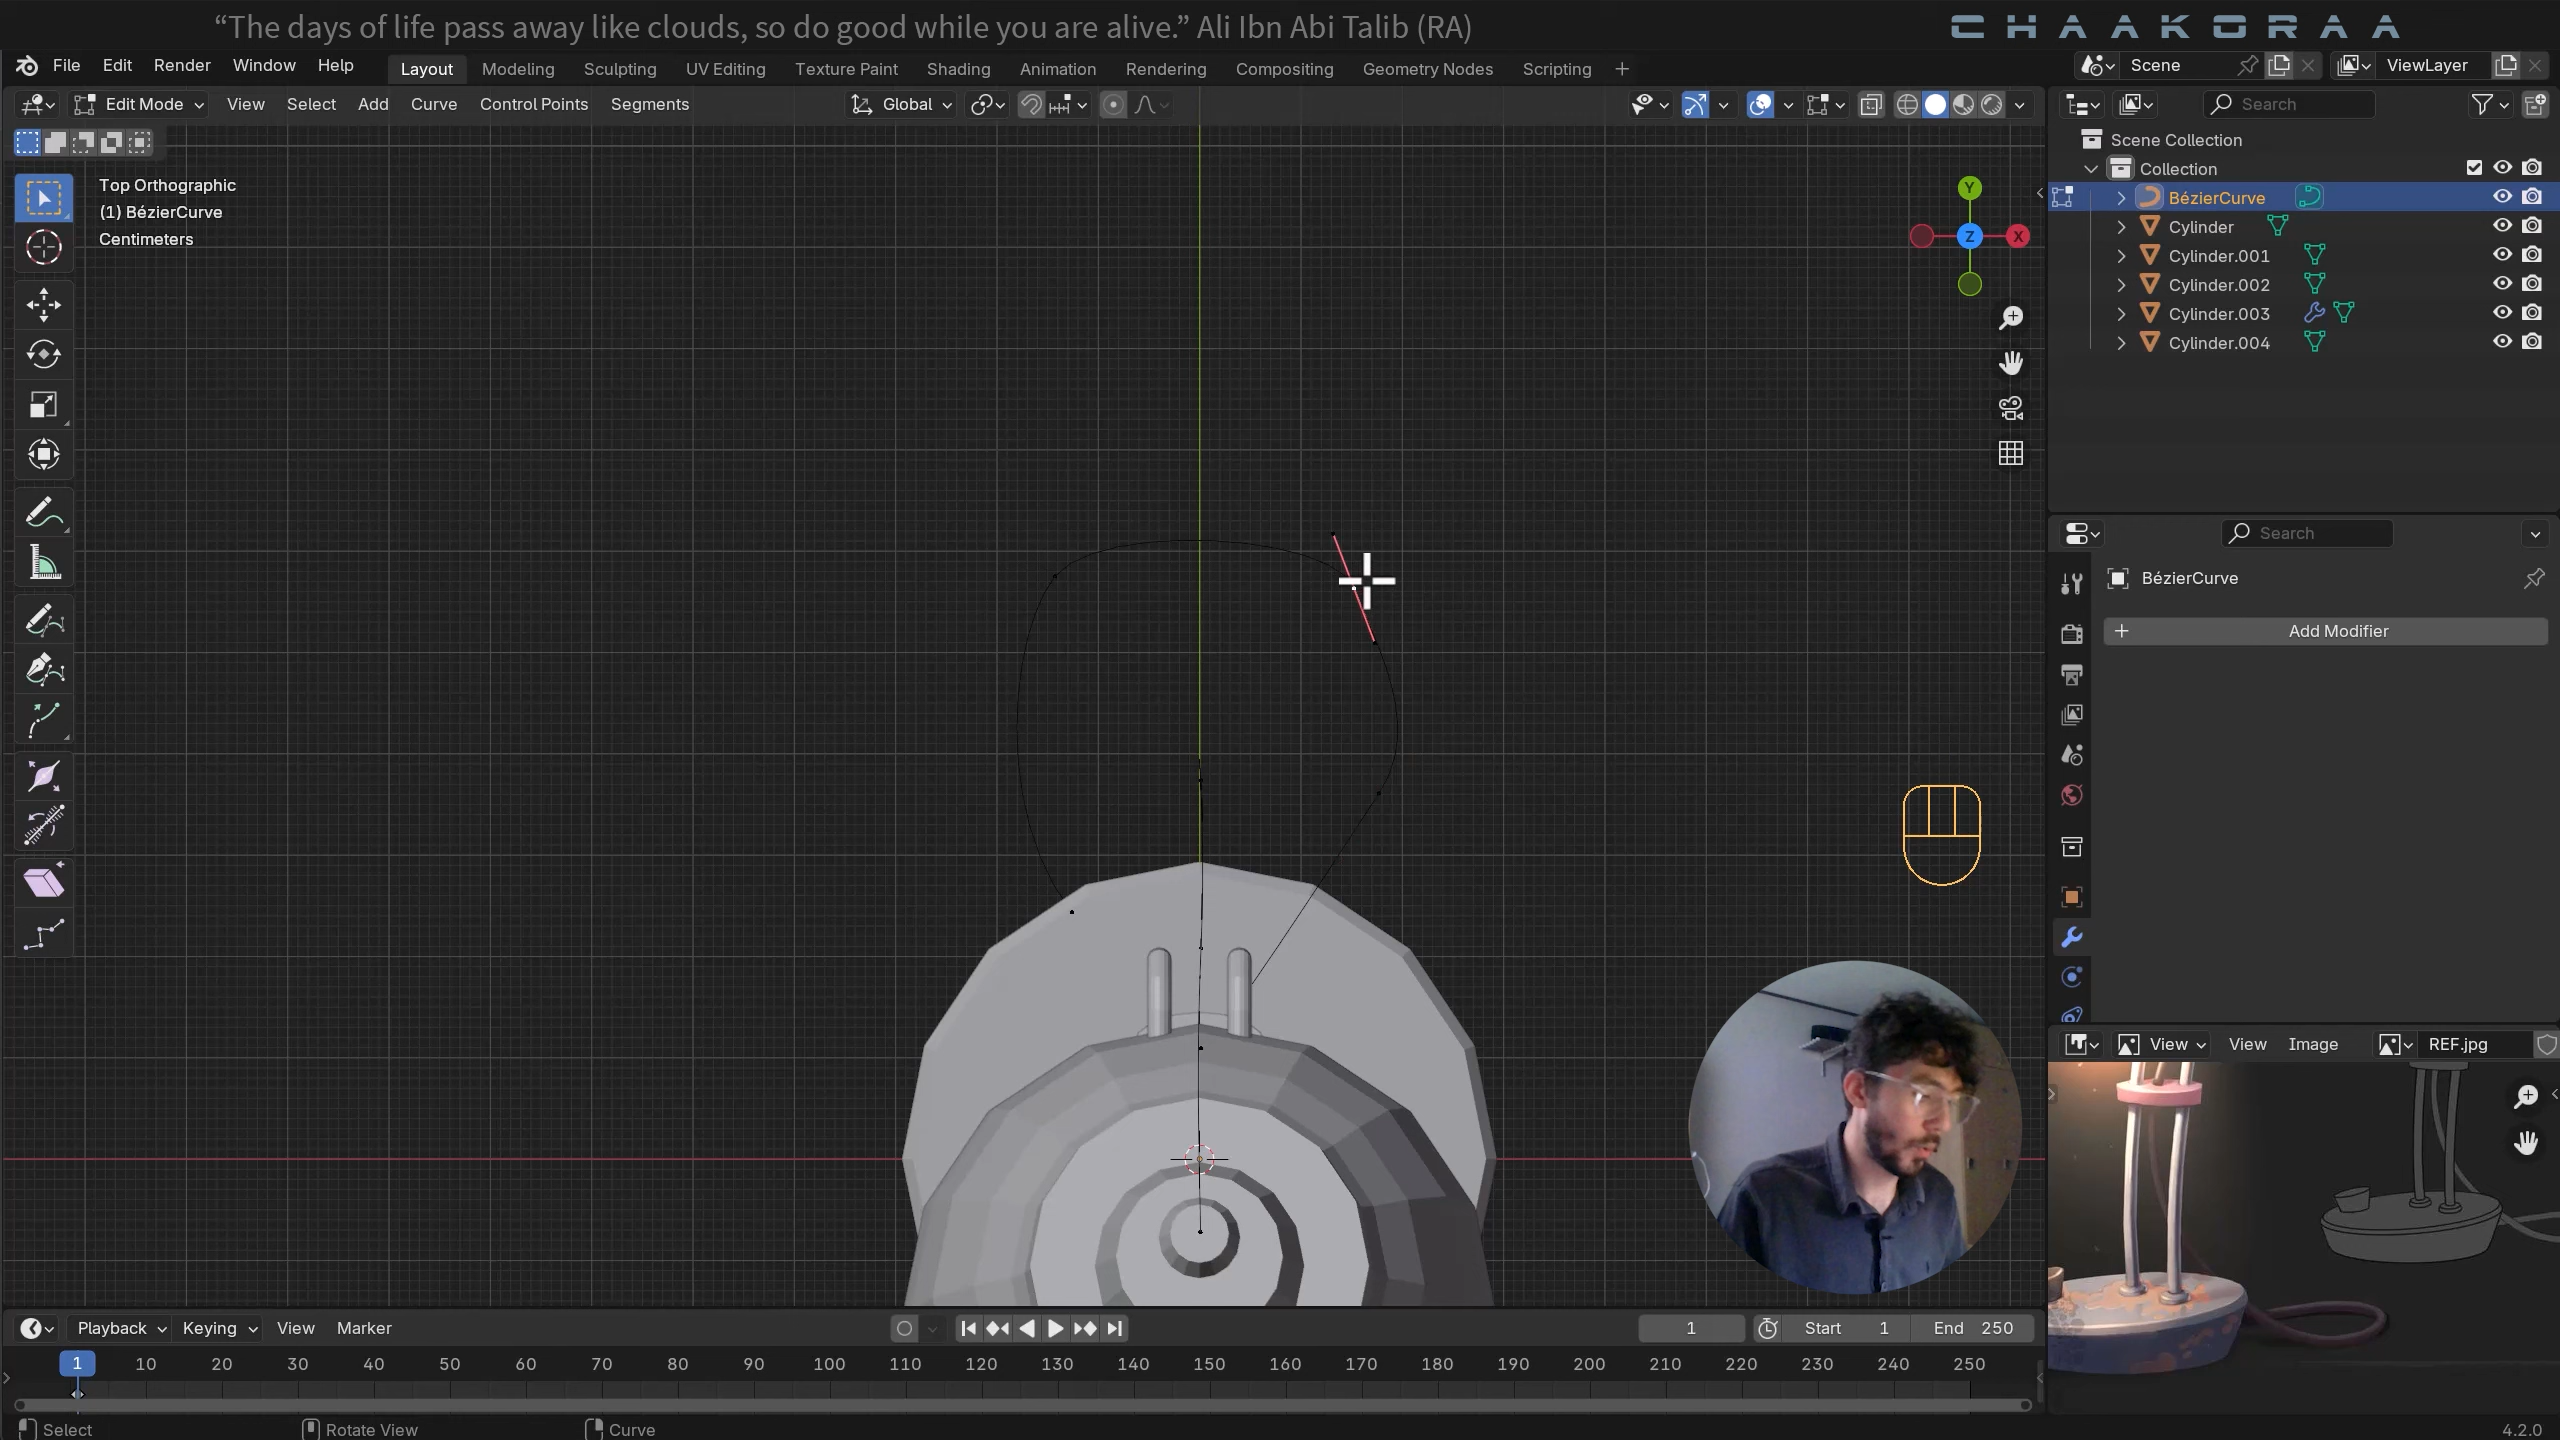 “The days of life pass away like clouds, so do good while you are alive.” Ali Ibn Abi Talib (RA)
CHAAKORAA
File Edit Render Window Help
Layout Modeling Sculpting UV Editing Texture Paint Shading Animation Rendering Compositing Geometry Nodes Scripting +
Scene
ViewLayer
Edit Mode View Select Add Curve Control Points Segments
Global
Search
Top Orthographic
(1) BézierCurve
Centimeters
Y
Z
X
Scene Collection
Collection
BézierCurve
Cylinder
Cylinder.001
Cylinder.002
Cylinder.003
Cylinder.004
Search
BézierCurve
+ Add Modifier
View View Image REF.jpg
Playback Keying View Marker
1
Start 1
End 250
1 10 20 30 40 50 60 70 80 90 100 110 120 130 140 150 160 170 180 190 200 210 220 230 240 250
Select
Rotate View
Curve
4.2.0